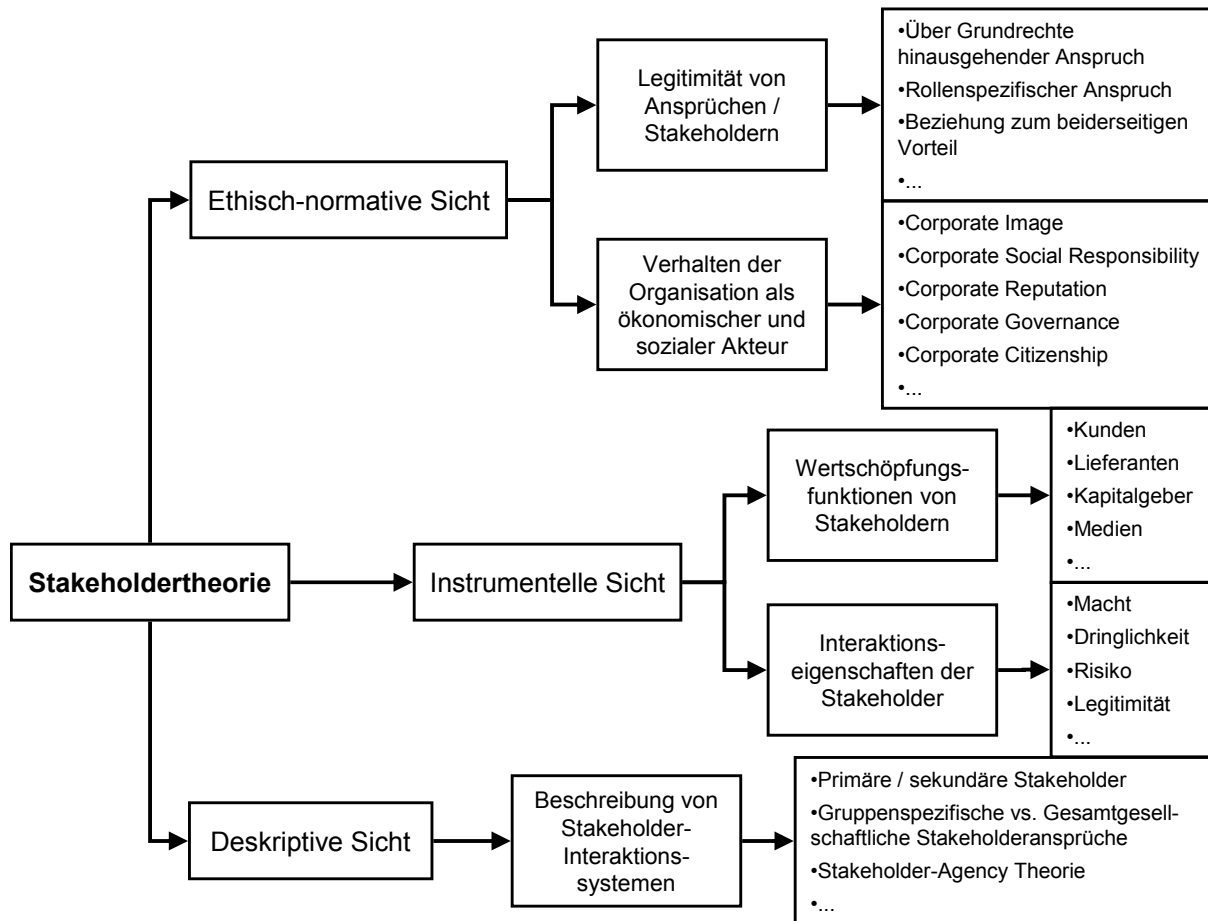 Legitimität von
Ansprüchen /
Stakeholdern
•Über Grundrechte
hinausgehender Anspruch
•Rollenspezifischer Anspruch
•Beziehung zum beiderseitigen
Vorteil
•...
Ethisch-normative Sicht
Verhalten der
Organisation als
ökonomischer und
sozialer Akteur
•Corporate Image
•Corporate Social Responsibility
•Corporate Reputation
•Corporate Governance
•Corporate Citizenship
•...
Stakeholdertheorie
Instrumentelle Sicht
Wertschöpfungs-
funktionen von
Stakeholdern
•Kunden
•Lieferanten
•Kapitalgeber
•Medien
•...
Interaktions-
eigenschaften der
Stakeholder
•Macht
•Dringlichkeit
•Risiko
•Legitimität
•...
Deskriptive Sicht
Beschreibung von
Stakeholder-
Interaktions-
systemen
•Primäre / sekundäre Stakeholder
•Gruppenspezifische vs. Gesamtgesell-
schaftliche Stakeholderansprüche
•Stakeholder-Agency Theorie
•...